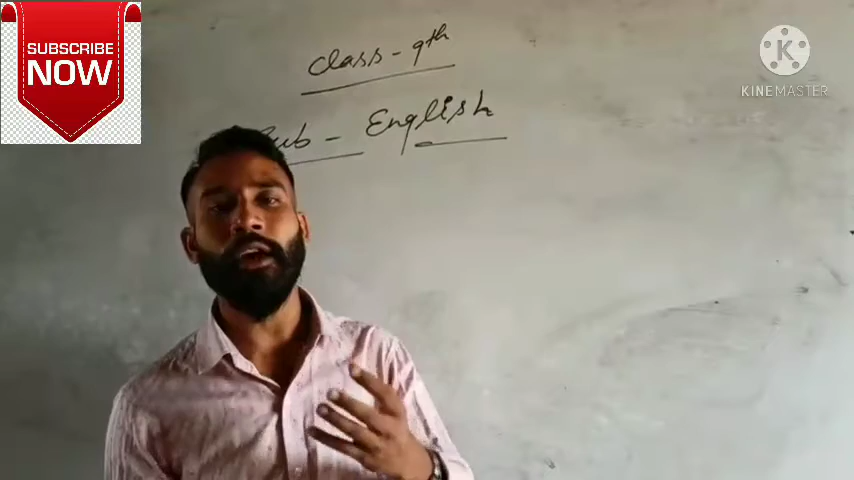 SUBSCRIBE
NOW
class - 9th
Sub - English
KINEMASTER